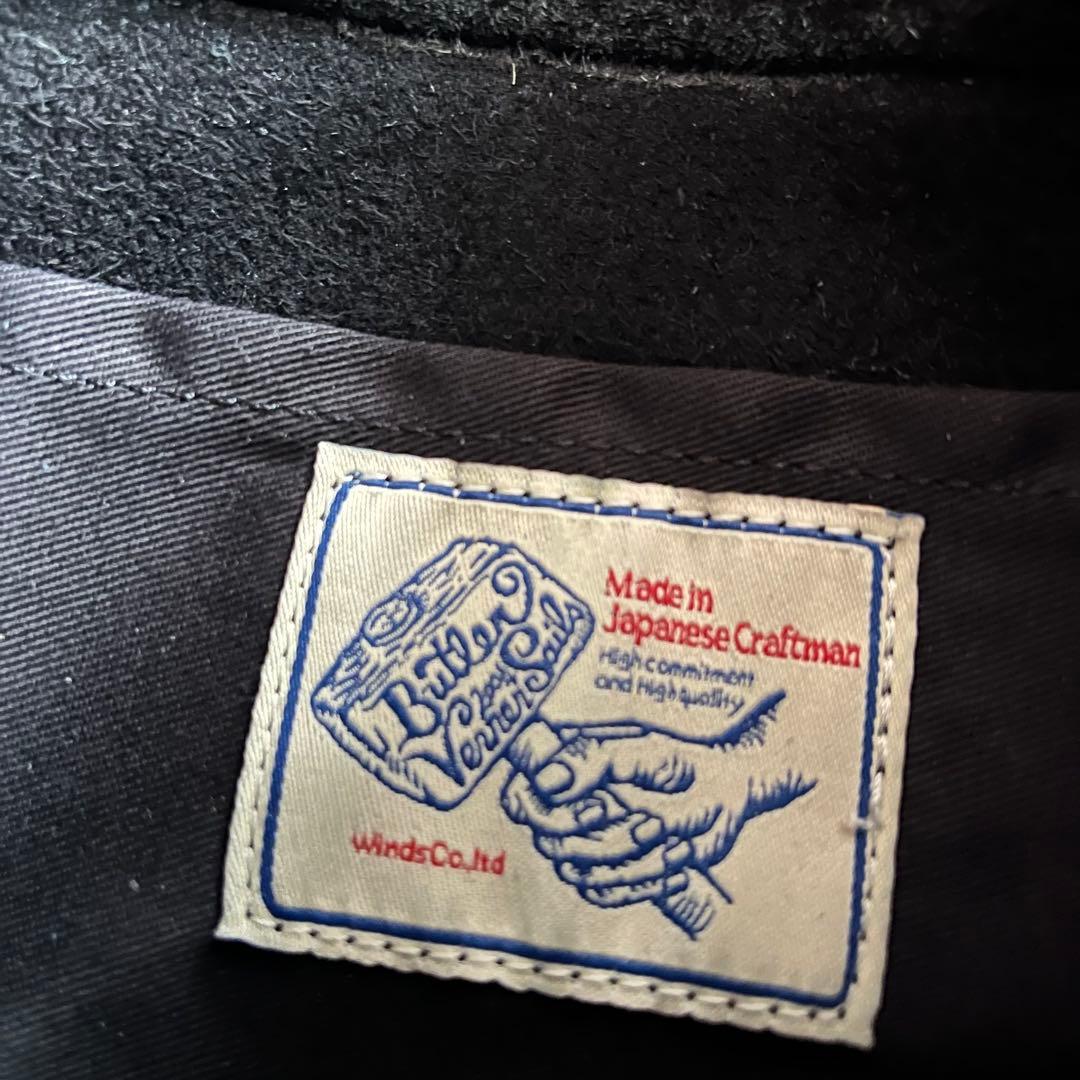 Butler
Verner Sails
Made in
Japanese Craftman
High commitment
and High quality
windsCo.,ltd